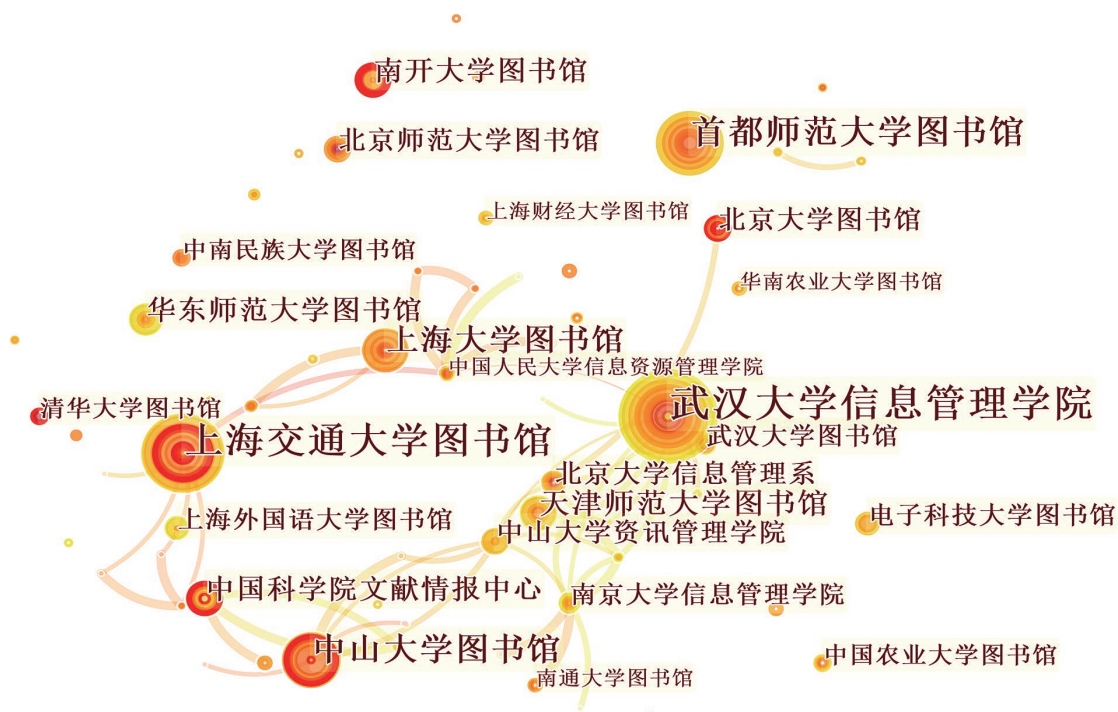 南开大学图书馆
首都师范大学图书馆
北京师范大学图书馆
上海财经大学图书馆
北京大学图书馆
中南民族大学图书馆
华南农业大学图书馆
华东师范大学图书馆
上海大学图书馆
中国人民大学信息资源管理学院
武汉大学信息管理学院
清华大学图书馆
武汉大学图书馆
上海交通大学图书馆
北京大学信息管理系
天津师范大学图书馆
电子科技大学图书馆
上海外国语大学图书馆
中山大学资讯管理学院
中国科学院文献情报中心
南京大学信息管理学院
中山大学图书馆
中国农业大学图书馆
南通大学图书馆